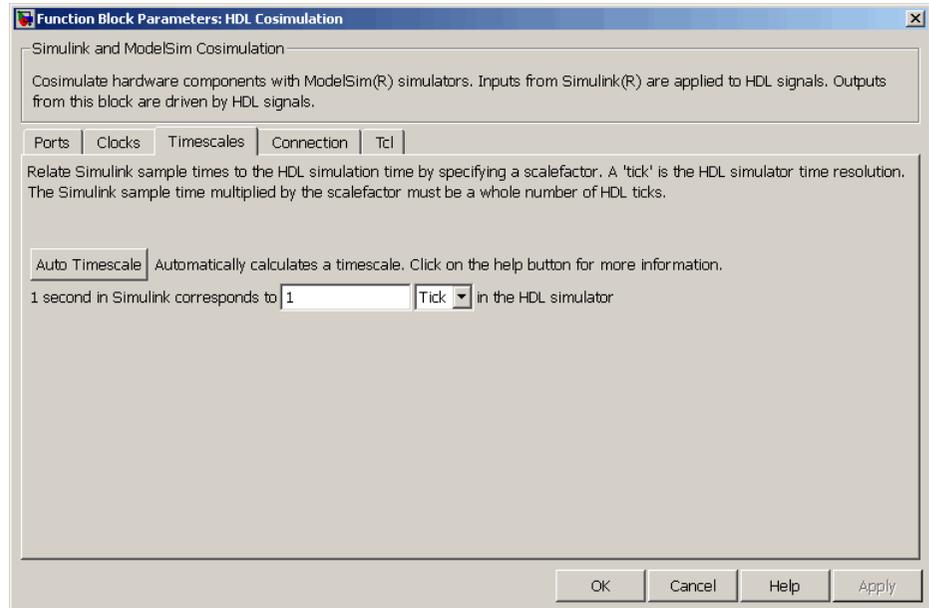 Function Block Parameters: HDL Cosimulation
Simulink and ModelSim Cosimulation
Cosimulate hardware components with ModelSim(R) simulators. Inputs from Simulink(R) are applied to HDL signals. Outputs
from this block are driven by HDL signals.
Ports Clocks Timescales Connection Tcl
Relate Simulink sample times to the HDL simulation time by specifying a scalefactor. A 'tick' is the HDL simulator time resolution.
The Simulink sample time multiplied by the scalefactor must be a whole number of HDL ticks.
Auto Timescale Automatically calculates a timescale. Click on the help button for more information.
1 second in Simulink corresponds to 1 Tick in the HDL simulator
OK Cancel Help Apply